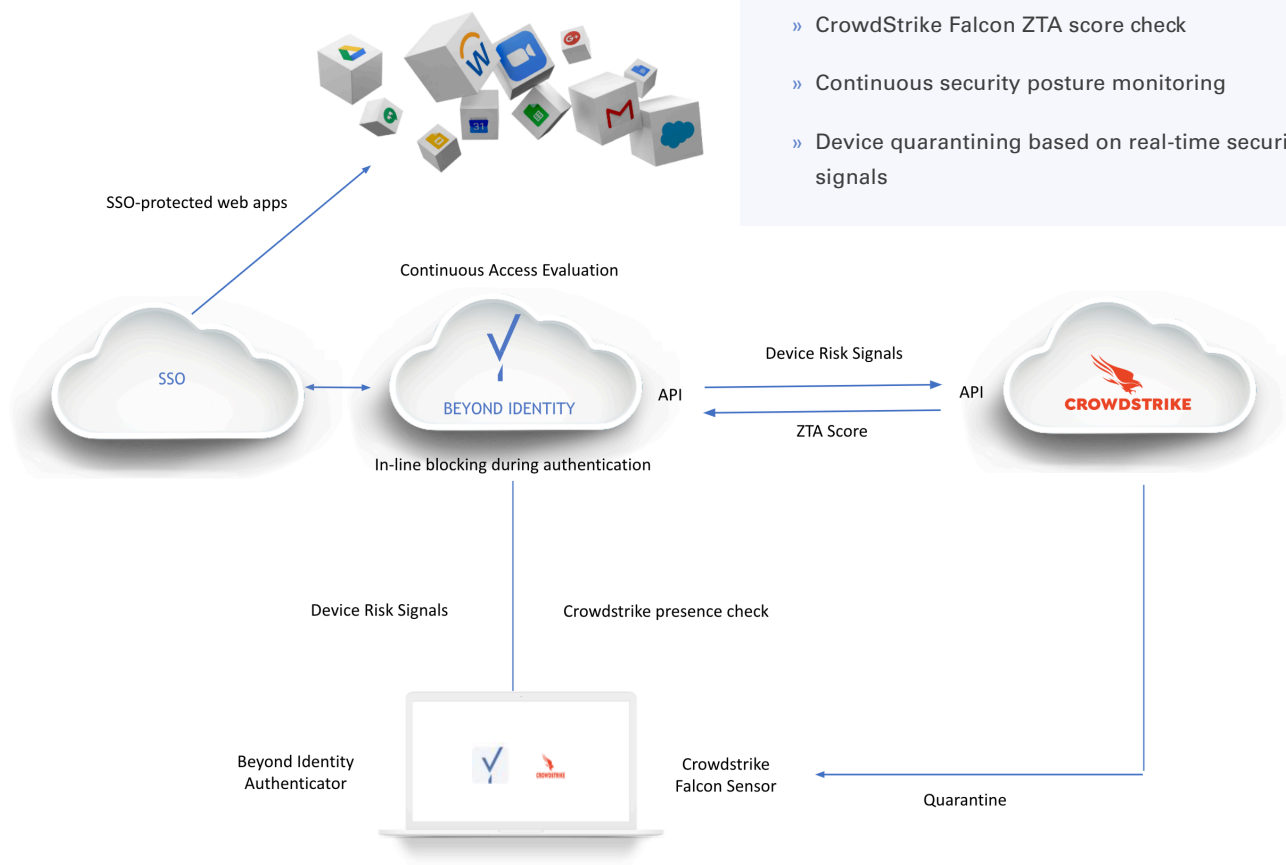 » CrowdStrike Falcon ZTA score check
» Continuous security posture monitoring
» Device quarantining based on real-time securi
signals
31
SSO-protected web apps
Continuous Access Evaluation
SSO
BEYOND IDENTITY
API
Device Risk Signals
ZTA Score
API
CROWDSTRIKE
In-line blocking during authentication
Device Risk Signals
Crowdstrike presence check
Beyond Identity
Authenticator
CROWDSTRIKE
Crowdstrike
Falcon Sensor
Quarantine